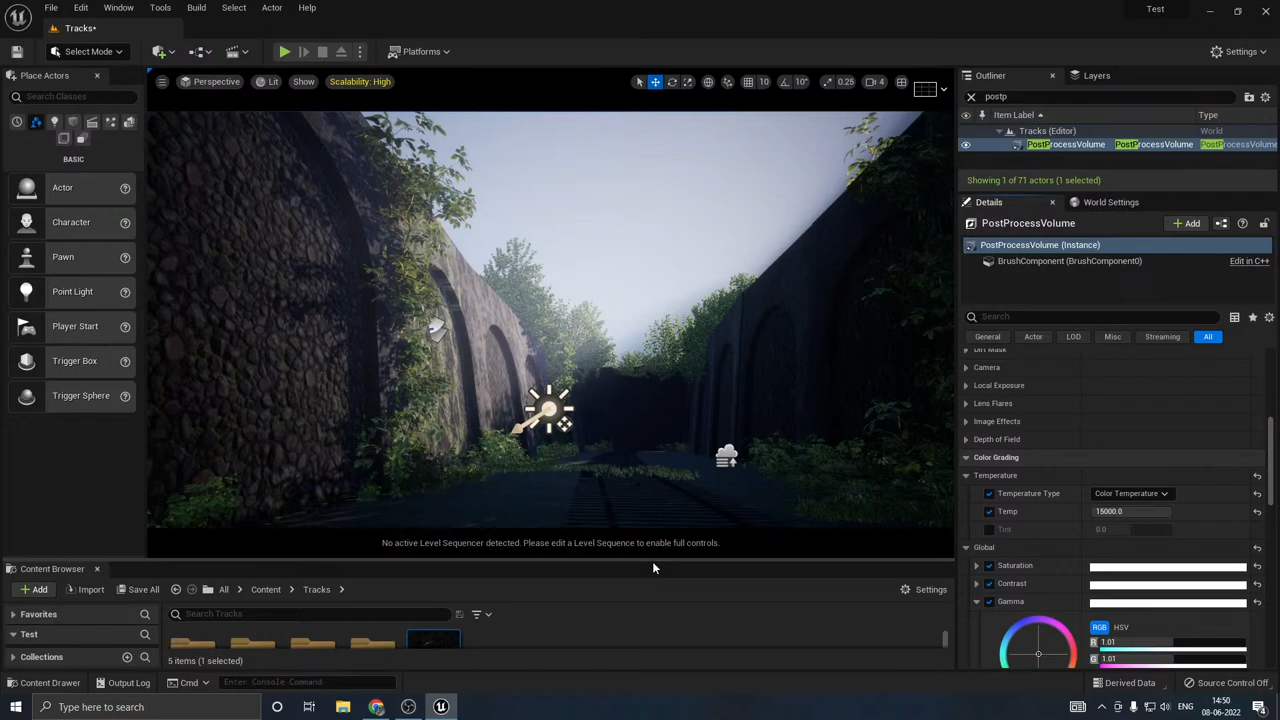 File Edit Window Tools Build Select Actor Help
Test
Tracks•
Select Mode
Platforms
Settings
Place Actors
Search Classes
BASIC
Actor
Character
Pawn
Point Light
Player Start
Trigger Box
Trigger Sphere
Perspective Lit Show Scalability: High
10 10° 0.25 4
No active Level Sequencer detected. Please edit a Level Sequence to enable full controls.
Outliner Layers
postp
Item Label Type
Tracks (Editor) World
PostProcessVolume PostProcessVolume PostProcessVolume
Showing 1 of 71 actors (1 selected)
Details World Settings
PostProcessVolume
Add
PostProcessVolume (Instance)
BrushComponent (BrushComponent0) Edit in C++
Search
General Actor LOD Misc Streaming All
Dirt Mask
Camera
Local Exposure
Lens Flares
Image Effects
Depth of Field
Color Grading
Temperature
Temperature Type Color Temperature
Temp 15000.0
Tint 0.0
Global
Saturation
Contrast
Gamma
RGB HSV
R 1.01
G 1.01
Content Browser
Add Import Save All All Content Tracks Settings
Favorites
Search Tracks
Test
Collections
5 items (1 selected)
Content Drawer Output Log Cmd Enter Console Command Derived Data Source Control Off
Type here to search
ENG
14:50
08-06-2022
4